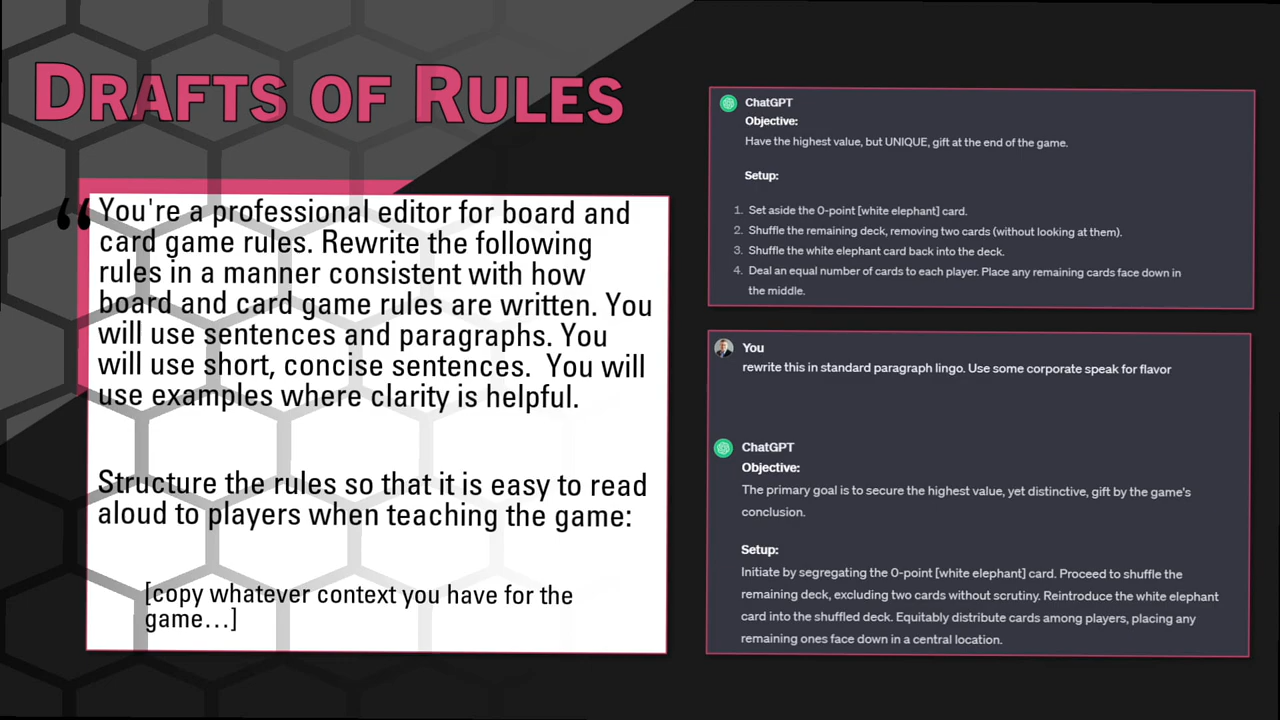 DRAFTS OF RULES
“You're a professional editor for board and
card game rules. Rewrite the following
rules in a manner consistent with how
board and card game rules are written. You
will use sentences and paragraphs. You
will use short, concise sentences.  You will
use examples where clarity is helpful.
Structure the rules so that it is easy to read
aloud to players when teaching the game:
[copy whatever context you have for the
game…]
ChatGPT
Objective:
Have the highest value, but UNIQUE, gift at the end of the game.
Setup:
1. Set aside the 0-point [white elephant] card.
2. Shuffle the remaining deck, removing two cards (without looking at them).
3. Shuffle the white elephant card back into the deck.
4. Deal an equal number of cards to each player. Place any remaining cards face down in
the middle.
You
rewrite this in standard paragraph lingo. Use some corporate speak for flavor
ChatGPT
Objective:
The primary goal is to secure the highest value, yet distinctive, gift by the game's
conclusion.
Setup:
Initiate by segregating the 0-point [white elephant] card. Proceed to shuffle the
remaining deck, excluding two cards without scrutiny. Reintroduce the white elephant
card into the shuffled deck. Equitably distribute cards among players, placing any
remaining ones face down in a central location.